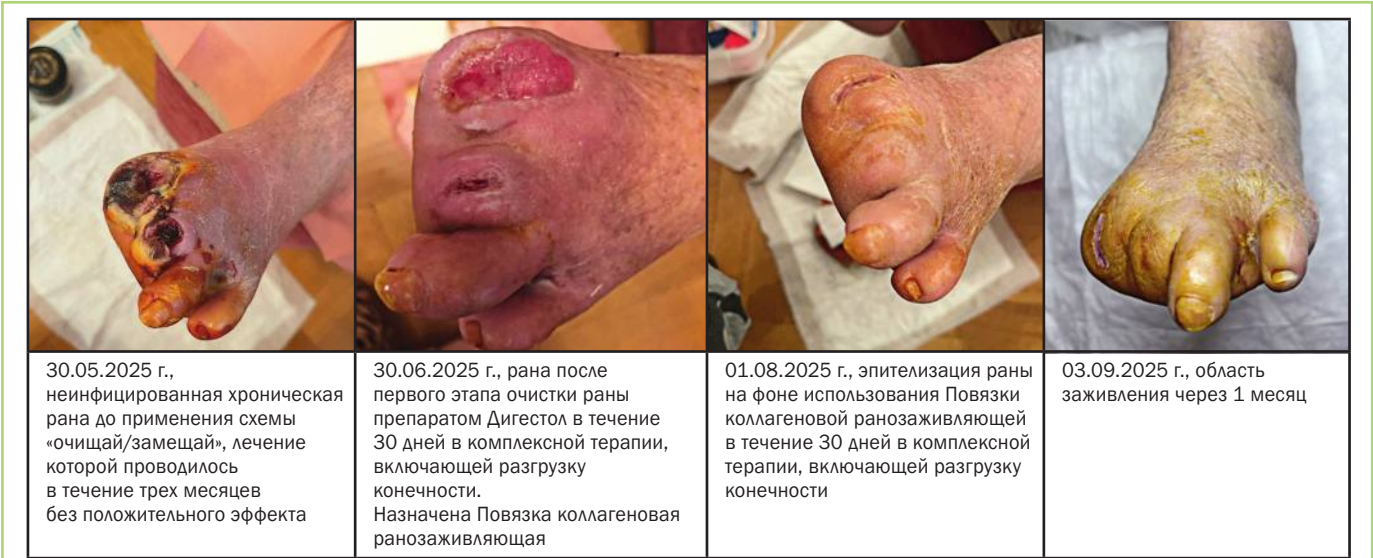 30.05.2025 г.,
неинфицированная хроническая
рана до применения схемы
«очищай/замещай», лечение
которой проводилось
в течение трех месяцев
без положительного эффекта
30.06.2025 г., рана после
первого этапа очистки раны
препаратом Дигестол в течение
30 дней в комплексной терапии,
включающей разгрузку
конечности.
Назначена Повязка коллагеновая
ранозаживляющая
01.08.2025 г., эпителизация раны
на фоне использования Повязки
коллагеновой ранозаживляющей
в течение 30 дней в комплексной
терапии, включающей разгрузку
конечности
03.09.2025 г., область
заживления через 1 месяц